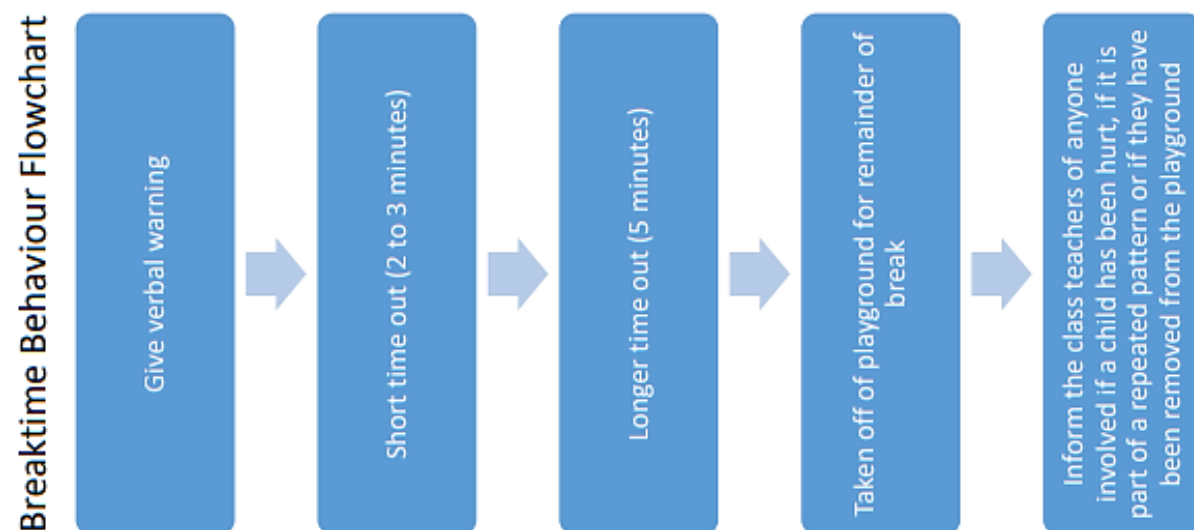 Breaktime Behaviour Flowchart
Give verbal warning
Short time out (2 to 3 minutes)
Longer time out (5 minutes)
Taken off of playground for remainder of
break
Inform the class teachers of anyone
involved if a child has been hurt, if it is
part of a repeated pattern or if they have
been removed from the playground